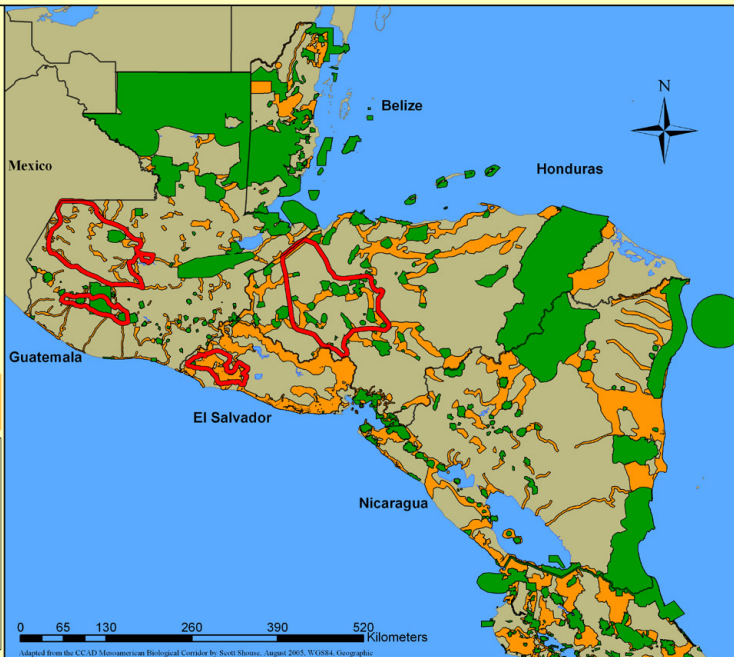 Belize
N
Mexico
Honduras
Guatemala
El Salvador
Nicaragua
0 65 130 260 390 520
Kilometers
Adapted from the CCAD Mesoamerican Biological Corridor by Scott Shouse, August 2005, WGS84, Geographic